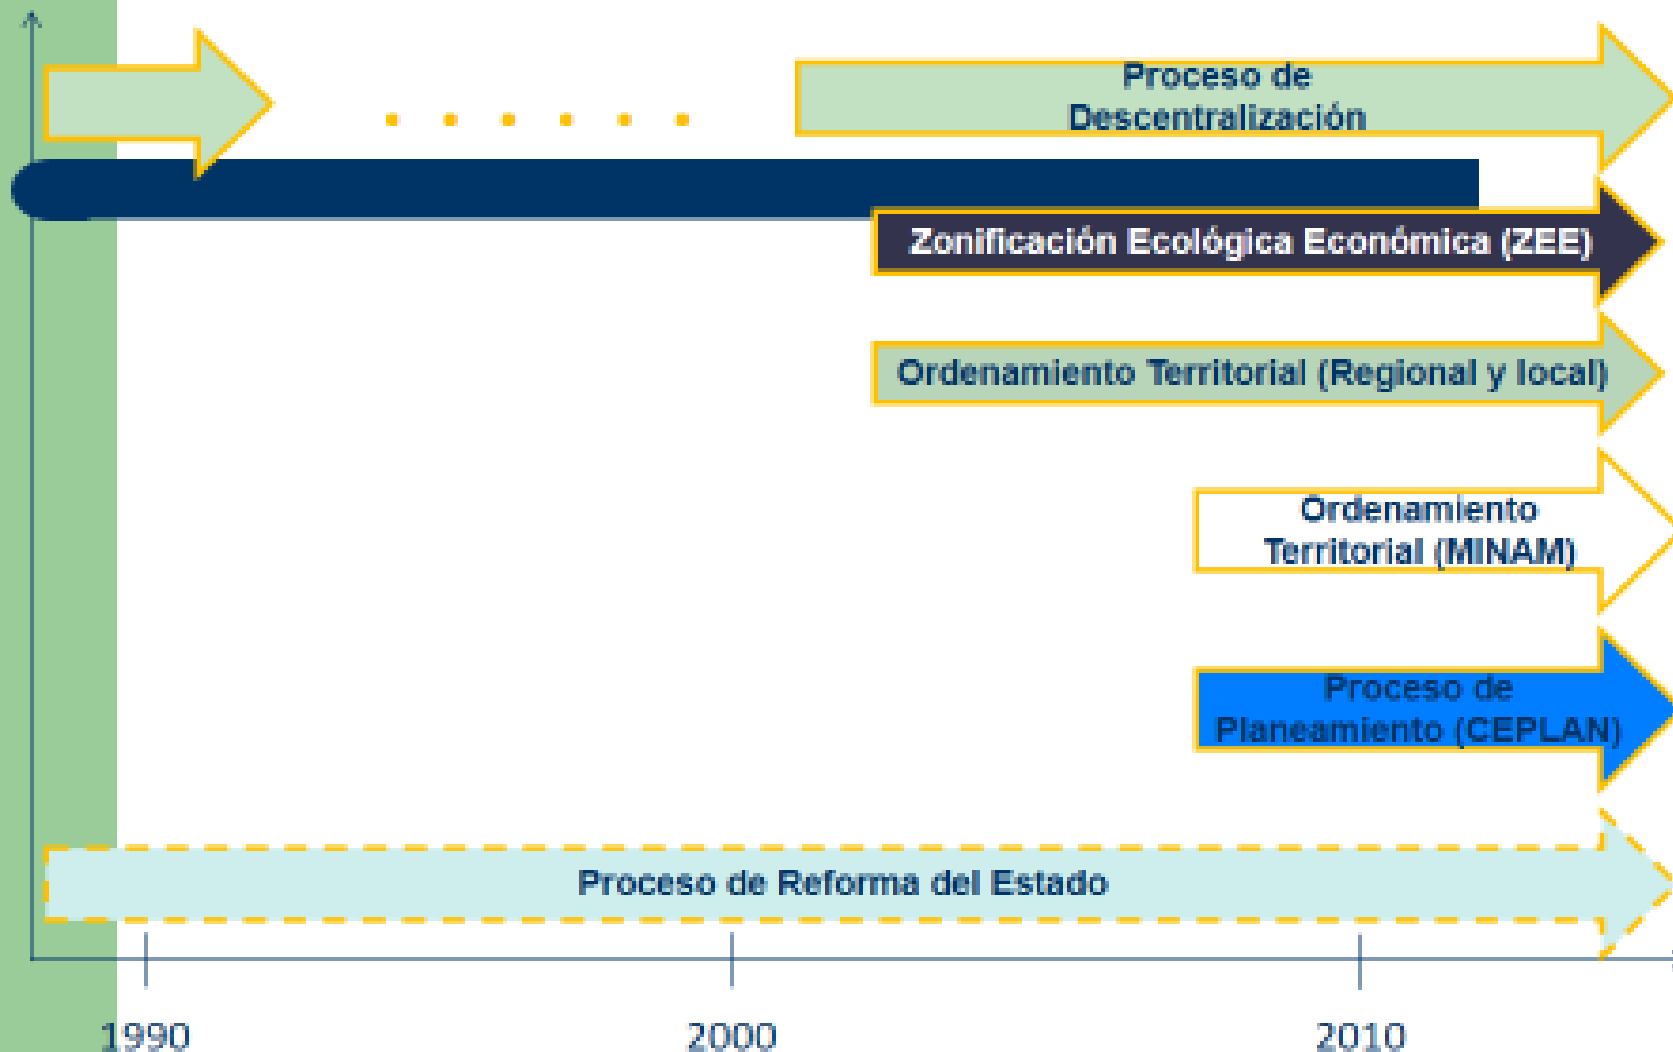 Proceso de
Descentralización
Zonificación Ecológica Económica (ZEE)
Ordenamiento Territorial (Regional y local)
Ordenamiento
Territorial (MINAM)
Proceso de
Planeamiento (CEPLAN)
Proceso de Reforma del Estado
1990
2000
2010